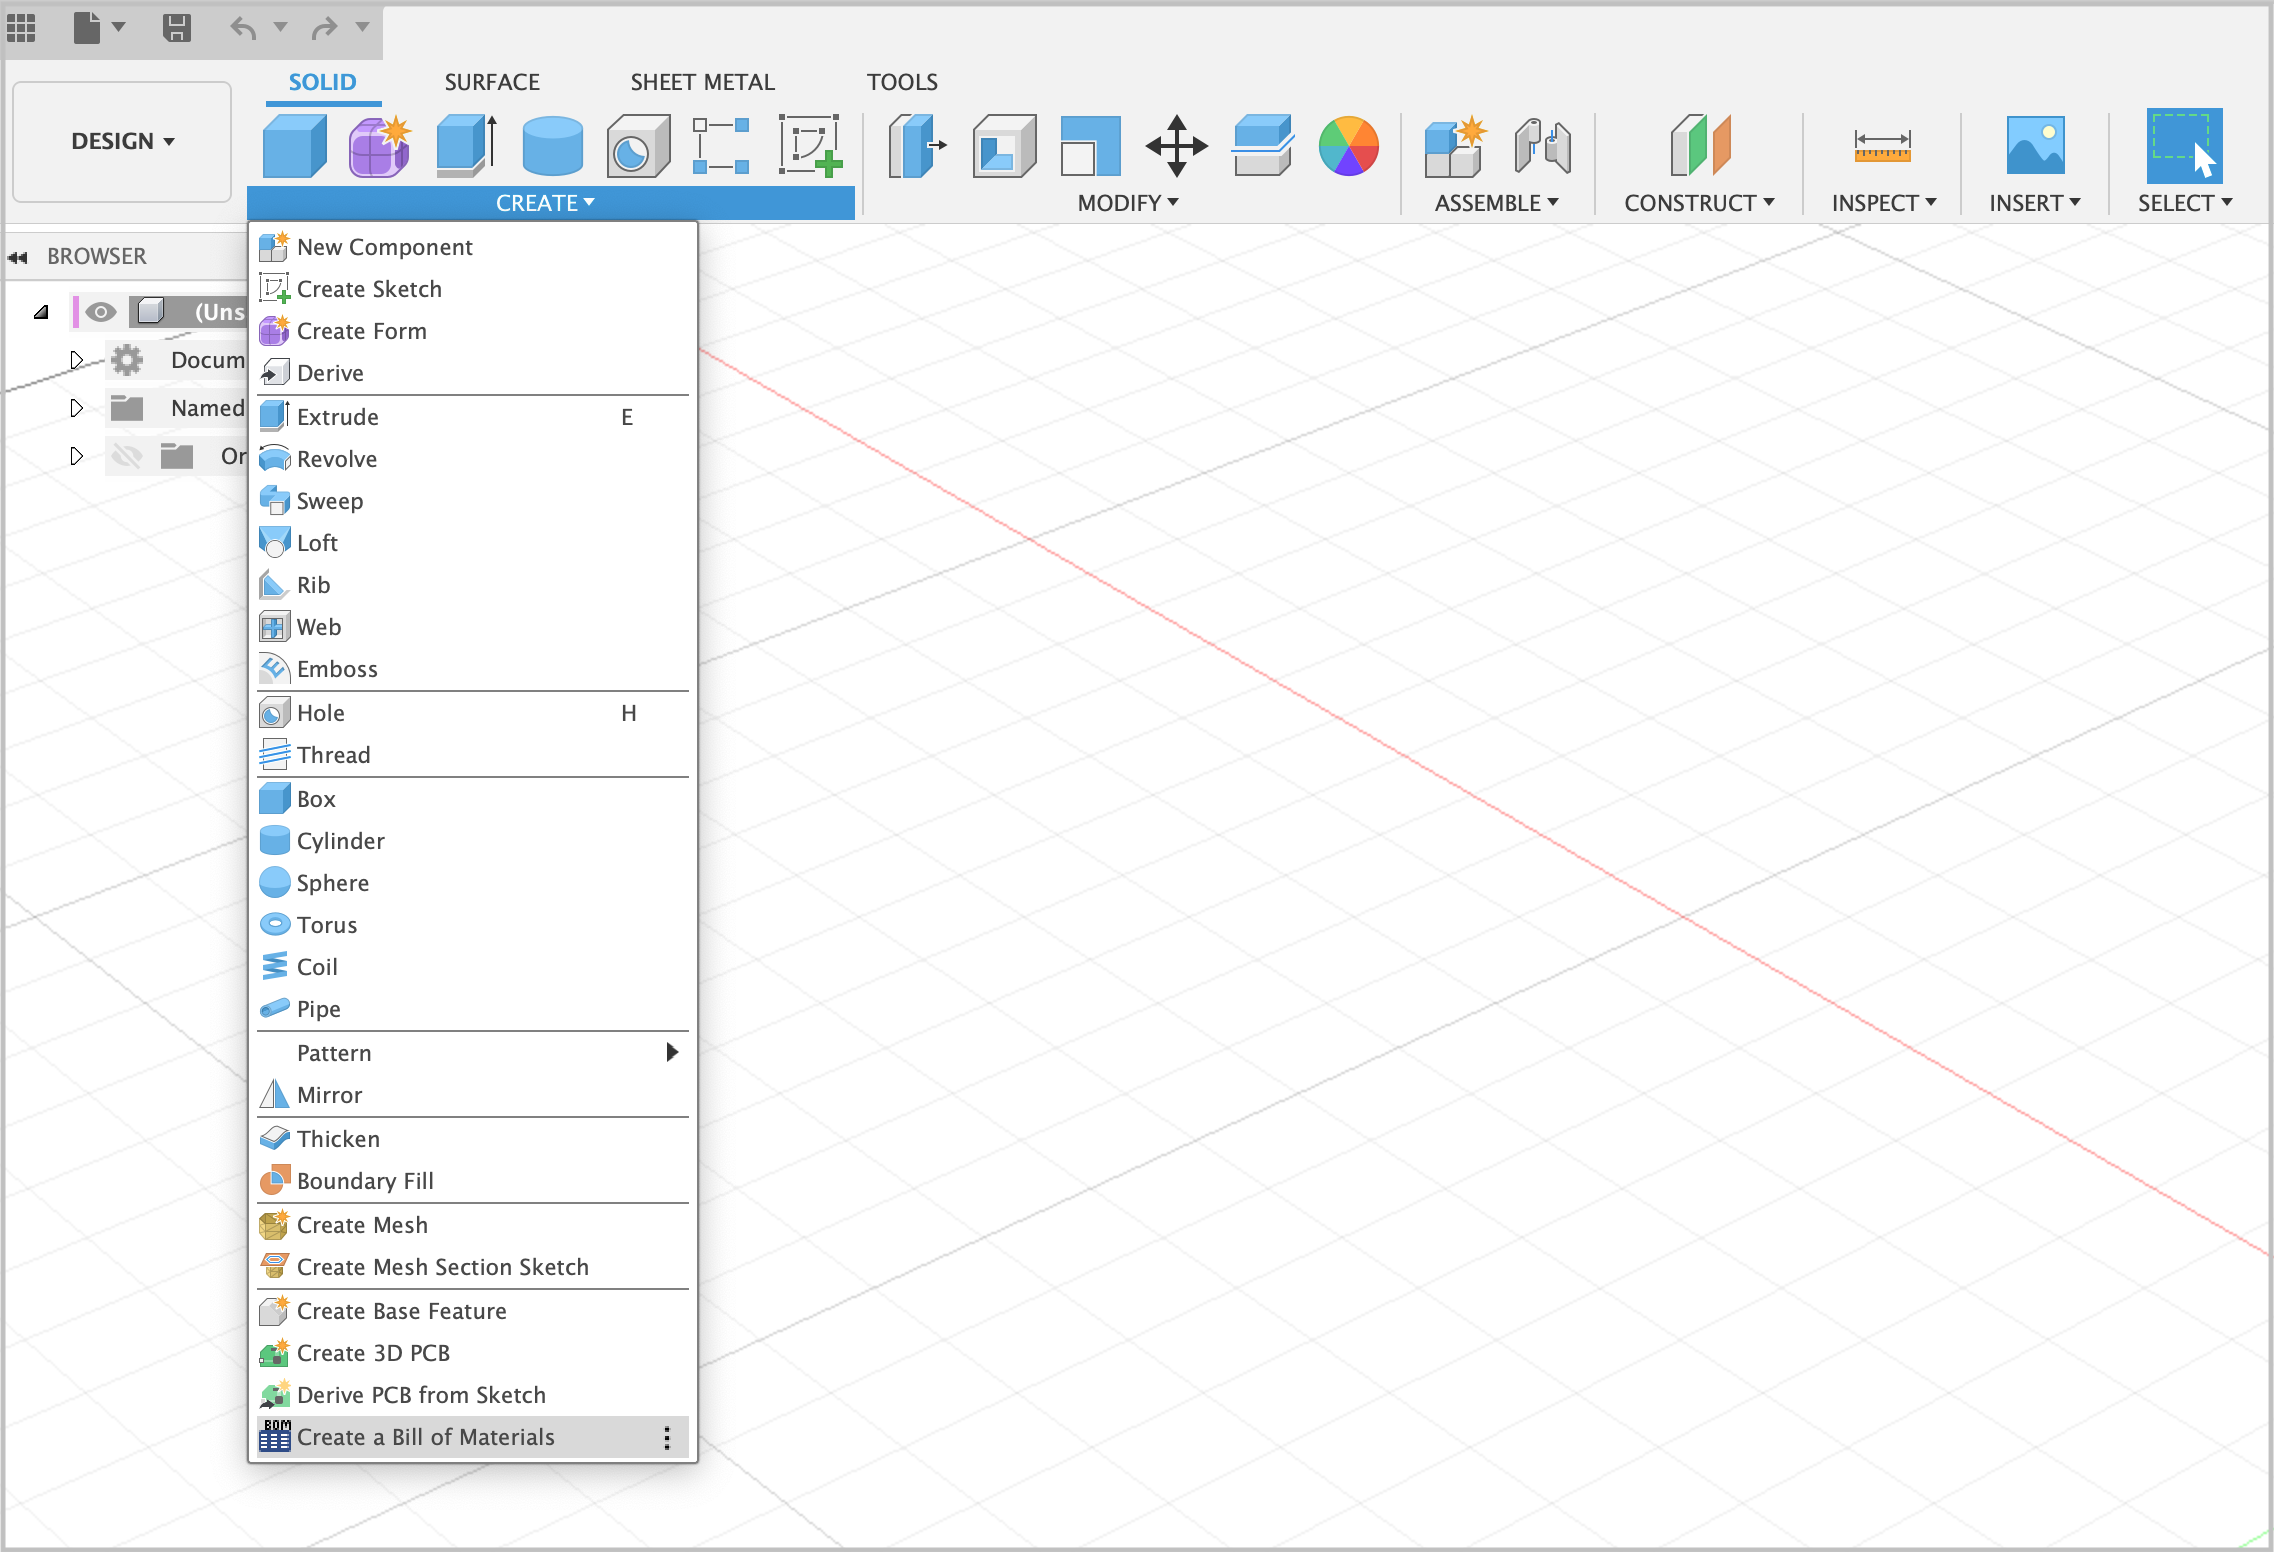 SOLID
SURFACE
SHEET METAL
TOOLS
DESIGN
CREATE
MODIFY
ASSEMBLE
CONSTRUCT
INSPECT
INSERT
SELECT
BROWSER
(Uns
Docum
Named
Or
New Component
Create Sketch
Create Form
Derive
Extrude E
Revolve
Sweep
Loft
Rib
Web
Emboss
Hole H
Thread
Box
Cylinder
Sphere
Torus
Coil
Pipe
Pattern
Mirror
Thicken
Boundary Fill
Create Mesh
Create Mesh Section Sketch
Create Base Feature
Create 3D PCB
Derive PCB from Sketch
BOM
Create a Bill of Materials